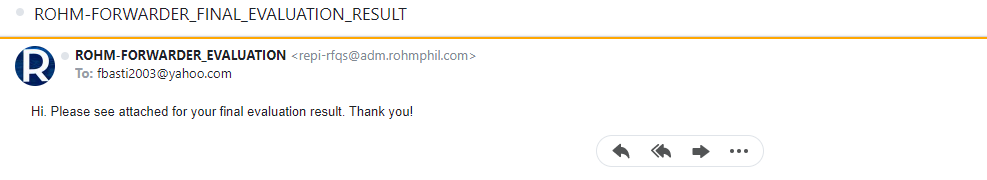 ROHM-FORWARDER_FINAL_EVALUATION_RESULT
R
ROHM-FORWARDER_EVALUATION <repi-rfqs@adm.rohmphil.com>
To: fbasti2003@yahoo.com
Hi. Please see attached for your final evaluation result. Thank you!